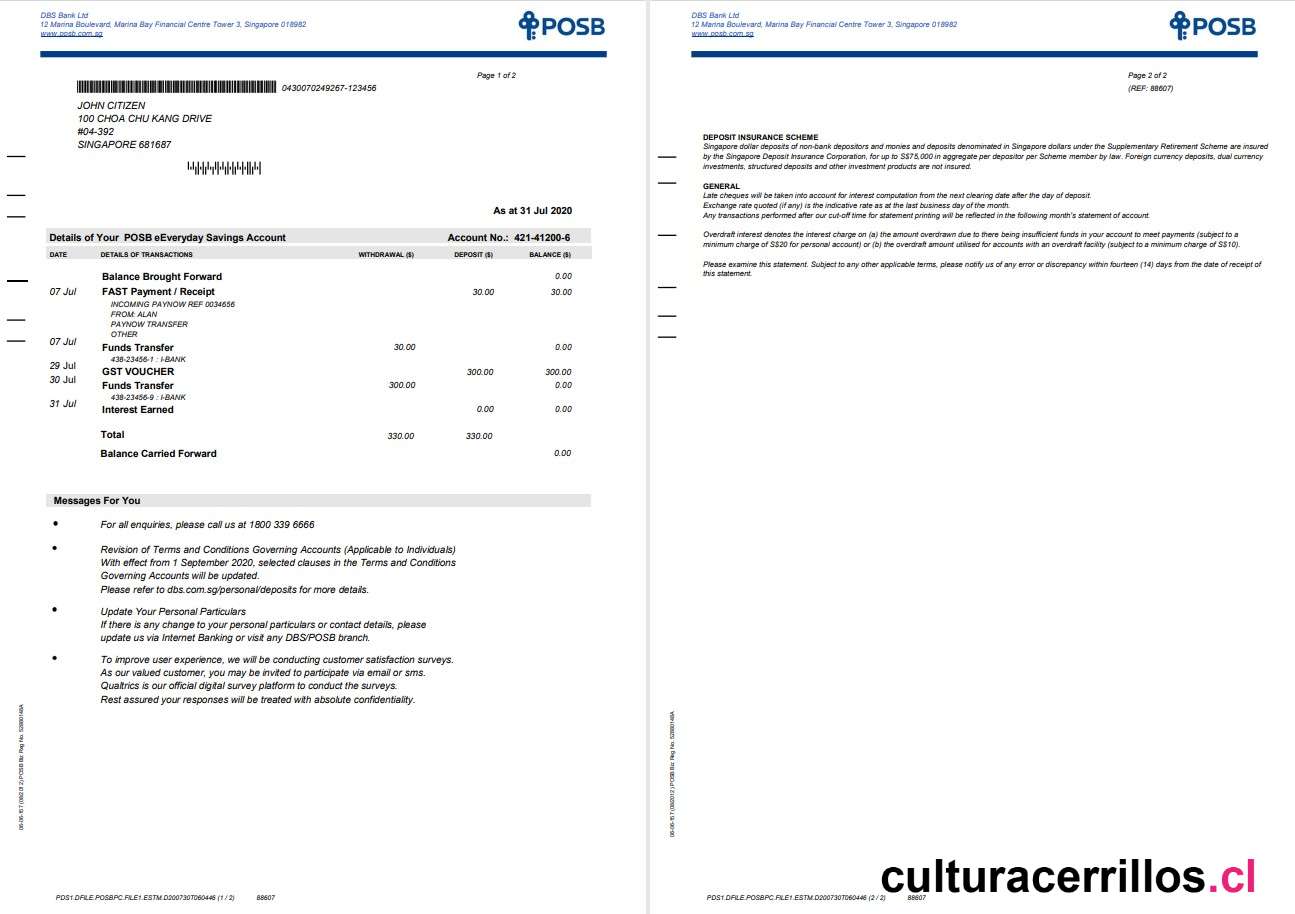 DBS Bank Ltd
12 Marina Boulevard, Marina Bay Financial Centre Tower 3, Singapore 018982
www.posb.com.sg
POSB
Page 1 of 2
0430070249267-123456
JOHN CITIZEN
100 CHOA CHU KANG DRIVE
#04-392
SINGAPORE 681687
As at 31 Jul 2020
Details of Your POSB eEveryday Savings Account Account No.: 421-41200-6
DATE DETAILS OF TRANSACTIONS WITHDRAWAL ($) DEPOSIT ($) BALANCE ($)
Balance Brought Forward 0.00
07 Jul FAST Payment / Receipt 30.00 30.00
INCOMING PAYNOW REF 0034656
FROM: ALAN
PAYNOW TRANSFER
OTHER
07 Jul Funds Transfer 30.00 0.00
438-23456-1 : I-BANK
29 Jul GST VOUCHER 300.00 300.00
30 Jul Funds Transfer 300.00 0.00
438-23456-9 : I-BANK
31 Jul Interest Earned 0.00 0.00
Total 330.00 330.00
Balance Carried Forward 0.00
Messages For You
• For all enquiries, please call us at 1800 339 6666
• Revision of Terms and Conditions Governing Accounts (Applicable to Individuals)
With effect from 1 September 2020, selected clauses in the Terms and Conditions
Governing Accounts will be updated.
Please refer to dbs.com.sg/personal/deposits for more details.
• Update Your Personal Particulars
If there is any change to your personal particulars or contact details, please
update us via Internet Banking or visit any DBS/POSB branch.
• To improve user experience, we will be conducting customer satisfaction surveys.
As our valued customer, you may be invited to participate via email or sms.
Qualtrics is our official digital survey platform to conduct the surveys.
Rest assured your responses will be treated with absolute confidentiality.
PDS1.DFILE.POSBPC.FILE1.ESTM.D200730T060446 (1 / 2) 88607
DBS Bank Ltd
12 Marina Boulevard, Marina Bay Financial Centre Tower 3, Singapore 018982
www.posb.com.sg
POSB
Page 2 of 2
(REF: 88607)
DEPOSIT INSURANCE SCHEME
Singapore dollar deposits of non-bank depositors and monies and deposits denominated in Singapore dollars under the Supplementary Retirement Scheme are insured
by the Singapore Deposit Insurance Corporation, for up to S$75,000 in aggregate per depositor per Scheme member by law. Foreign currency deposits, dual currency
investments, structured deposits and other investment products are not insured.
GENERAL
Late cheques will be taken into account for interest computation from the next clearing date after the day of deposit.
Exchange rate quoted (if any) is the indicative rate as at the last business day of the month.
Any transactions performed after our cut-off time for statement printing will be reflected in the following month's statement of account.
Overdraft interest denotes the interest charge on (a) the amount overdrawn due to there being insufficient funds in your account to meet payments (subject to a
minimum charge of S$20 for personal account) or (b) the overdraft amount utilised for accounts with an overdraft facility (subject to a minimum charge of S$10).
Please examine this statement. Subject to any other applicable terms, please notify us of any error or discrepancy within fourteen (14) days from the date of receipt of
this statement.
PDS1.DFILE.POSBPC.FILE1.ESTM.D200730T060446 (2 / 2) 88607
culturacerrillos.cl